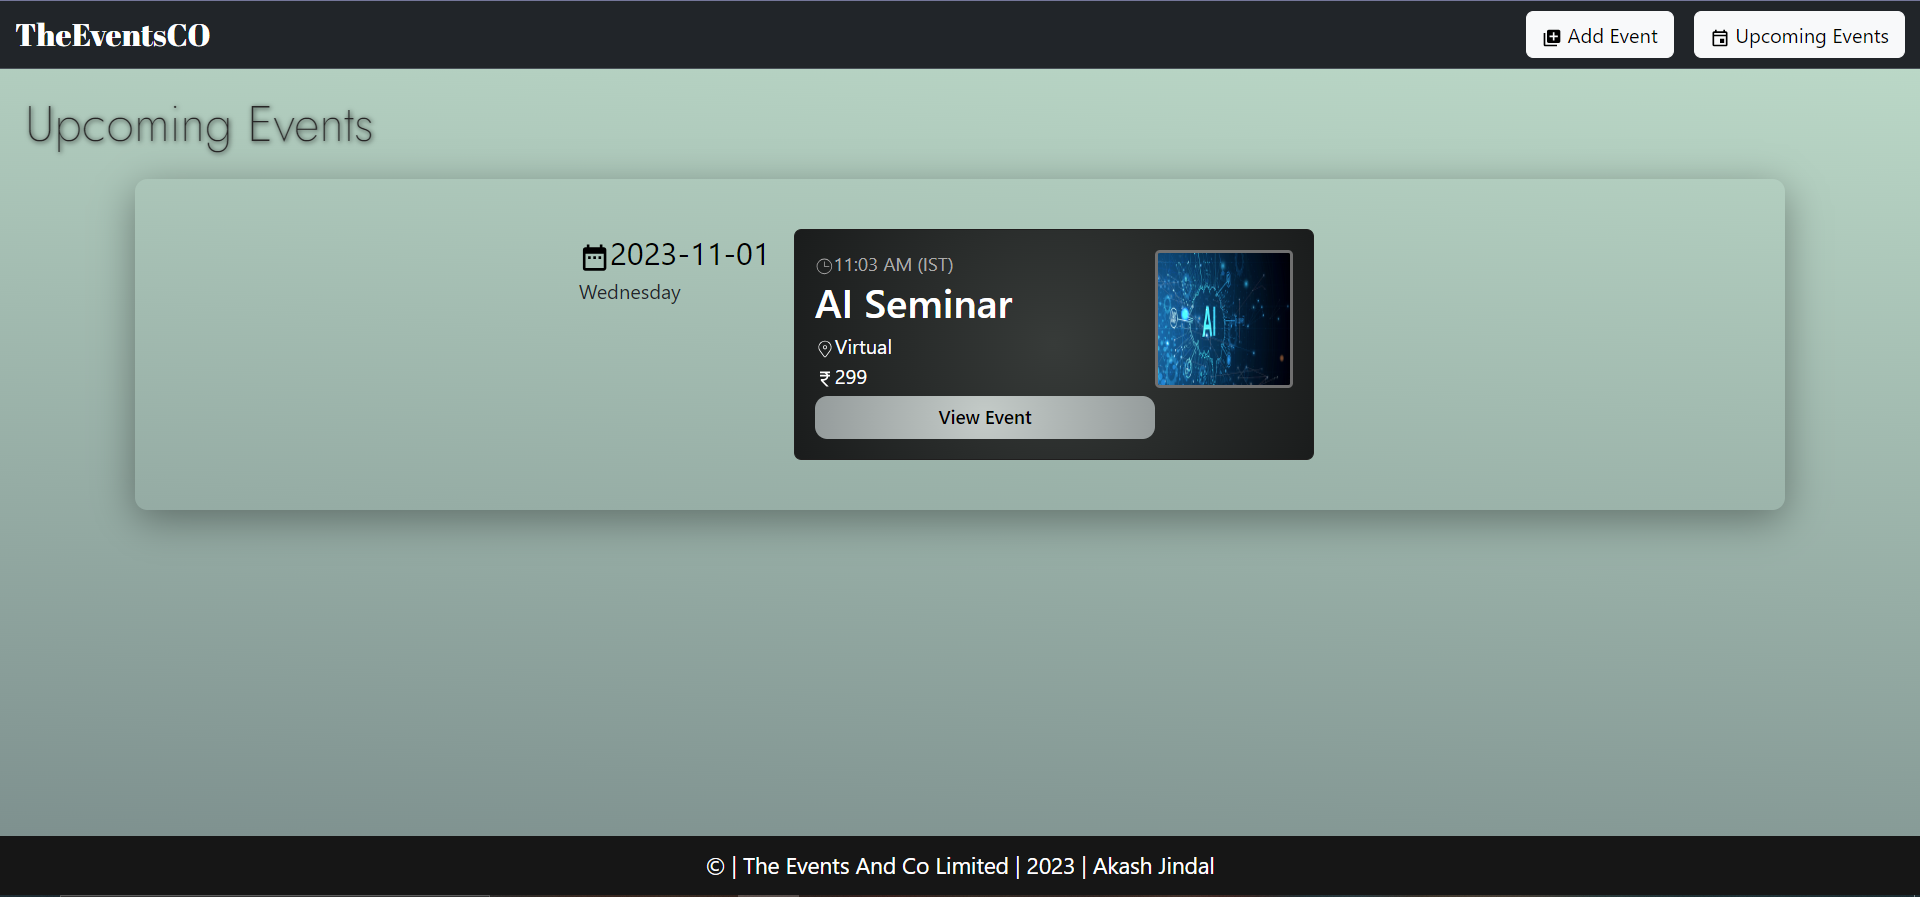 TheEventsCO
Add Event
Upcoming Events
Upcoming Events
2023-11-01
Wednesday
11:03 AM (IST)
AI Seminar
Virtual
₹ 299
AI
View Event
© | The Events And Co Limited | 2023 | Akash Jindal